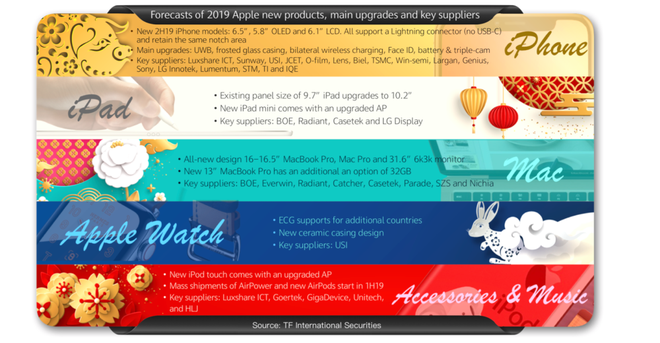 Forecasts of 2019 Apple new products, main upgrades and key suppliers
• New 2H19 iPhone models: 6.5", 5.8" OLED and 6.1" LCD. All support a Lightning connector (no USB-C)
and retain the same notch area
• Main upgrades: UWB, frosted glass casing, bilateral wireless charging, Face ID, battery & triple-cam
• Key suppliers: Luxshare ICT, Sunway, USI, JCET, O-film, Lens, Biel, TSMC, Win-semi, Largan, Genius,
Sony, LG Innotek, Lumentum, STM, TI and IQE
iPhone
iPad
• Existing panel size of 9.7" iPad upgrades to 10.2"
• New iPad mini comes with an upgraded AP
• Key suppliers: BOE, Radiant, Casetek and LG Display
• All-new design 16-16.5" MacBook Pro, Mac Pro and 31.6" 6k3k monitor
• New 13" MacBook Pro has additional an option of 32GB
• Key suppliers: BOE, Everwin, Radiant, Catcher, Casetek, Parade, SZS and Nichia
Mac
Apple Watch
• ECG supports for additional countries
• New ceramic casing design
• Key suppliers: USI
• New iPod touch comes with an upgraded AP
• Mass shipments of AirPower and new AirPods start in 1H19
• Key suppliers: Luxshare ICT, Goertek, GigaDevice, Unitech,
and HLJ
Accessories & Music
iPod
Source: TF International Securities